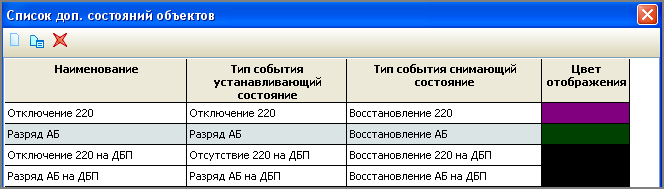 Список доп. состояний объектов
Наименование
Тип события устанавливающий состояние
Тип события снимающий состояние
Цвет отображения
Отключение 220 Отключение 220 Восстановление 220
Разряд АБ Разряд АБ Восстановление АБ
Отключение 220 на ДБП Отсутствие 220 на ДБП Восстановление 220 на ДБП
Разряд АБ на ДБП Разряд АБ на ДБП Восстановление АБ на ДБП